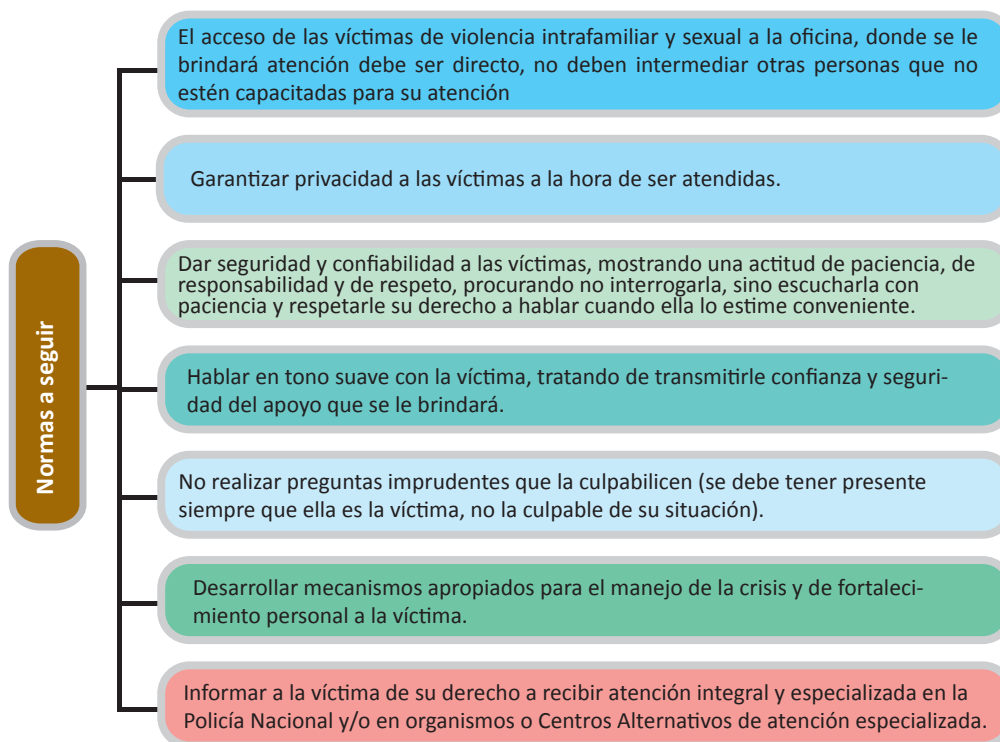 Normas a seguir
El acceso de las víctimas de violencia intrafamiliar y sexual a la oficina, donde se le
brindará atención debe ser directo, no deben intermediar otras personas que no
estén capacitadas para su atención
Garantizar privacidad a las víctimas a la hora de ser atendidas.
Dar seguridad y confiabilidad a las víctimas, mostrando una actitud de paciencia, de
responsabilidad y de respeto, procurando no interrogarla, sino escucharla con
paciencia y respetarle su derecho a hablar cuando ella lo estime conveniente.
Hablar en tono suave con la víctima, tratando de transmitirle confianza y seguri-
dad del apoyo que se le brindará.
No realizar preguntas imprudentes que la culpabilicen (se debe tener presente
siempre que ella es la víctima, no la culpable de su situación).
Desarrollar mecanismos apropiados para el manejo de la crisis y de fortaleci-
miento personal a la víctima.
Informar a la víctima de su derecho a recibir atención integral y especializada en la
Policía Nacional y/o en organismos o Centros Alternativos de atención especializada.